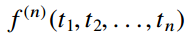 f^{(n)}(t_1, t_2, \ldots, t_n)